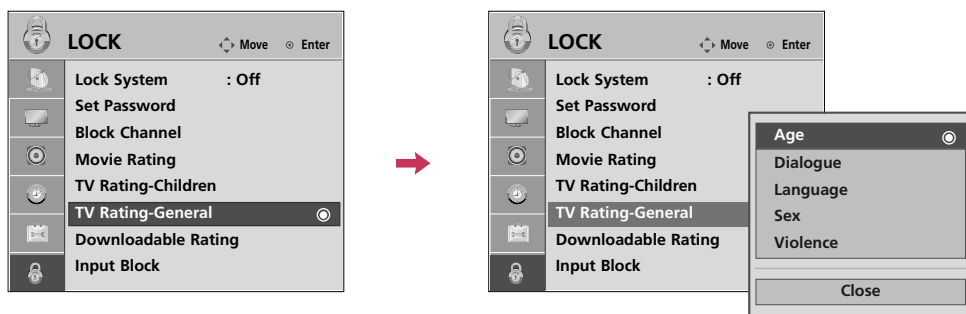 LOCK Move Enter
Lock System : Off
Set Password
Block Channel
Movie Rating
TV Rating-Children
TV Rating-General
Downloadable Rating
Input Block
LOCK Move Enter
Lock System : Off
Set Password
Block Channel
Movie Rating
TV Rating-Children
TV Rating-General
Downloadable Rating
Input Block
Age
Dialogue
Language
Sex
Violence
Close